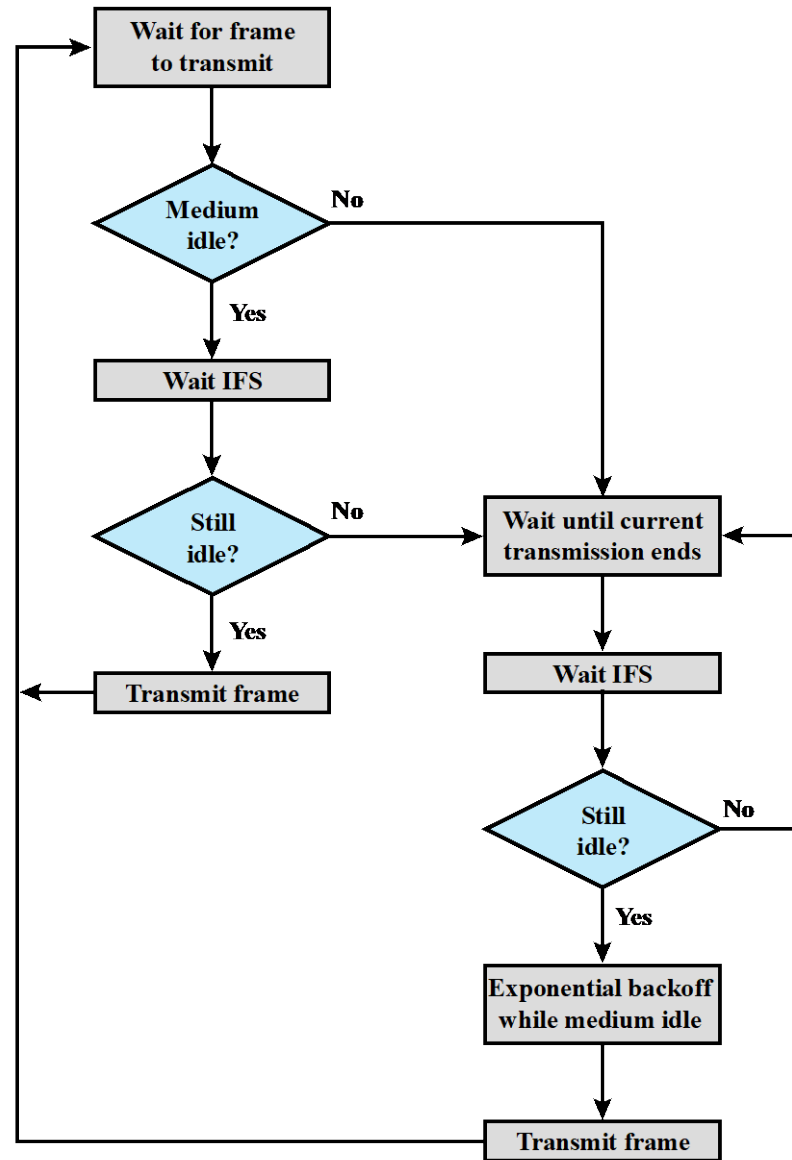 Wait for frame
to transmit
Medium
idle?
No
Yes
Wait IFS
Still
idle?
No
Yes
Transmit frame
Wait until current
transmission ends
Wait IFS
Still
idle?
No
Yes
Exponential backoff
while medium idle
Transmit frame